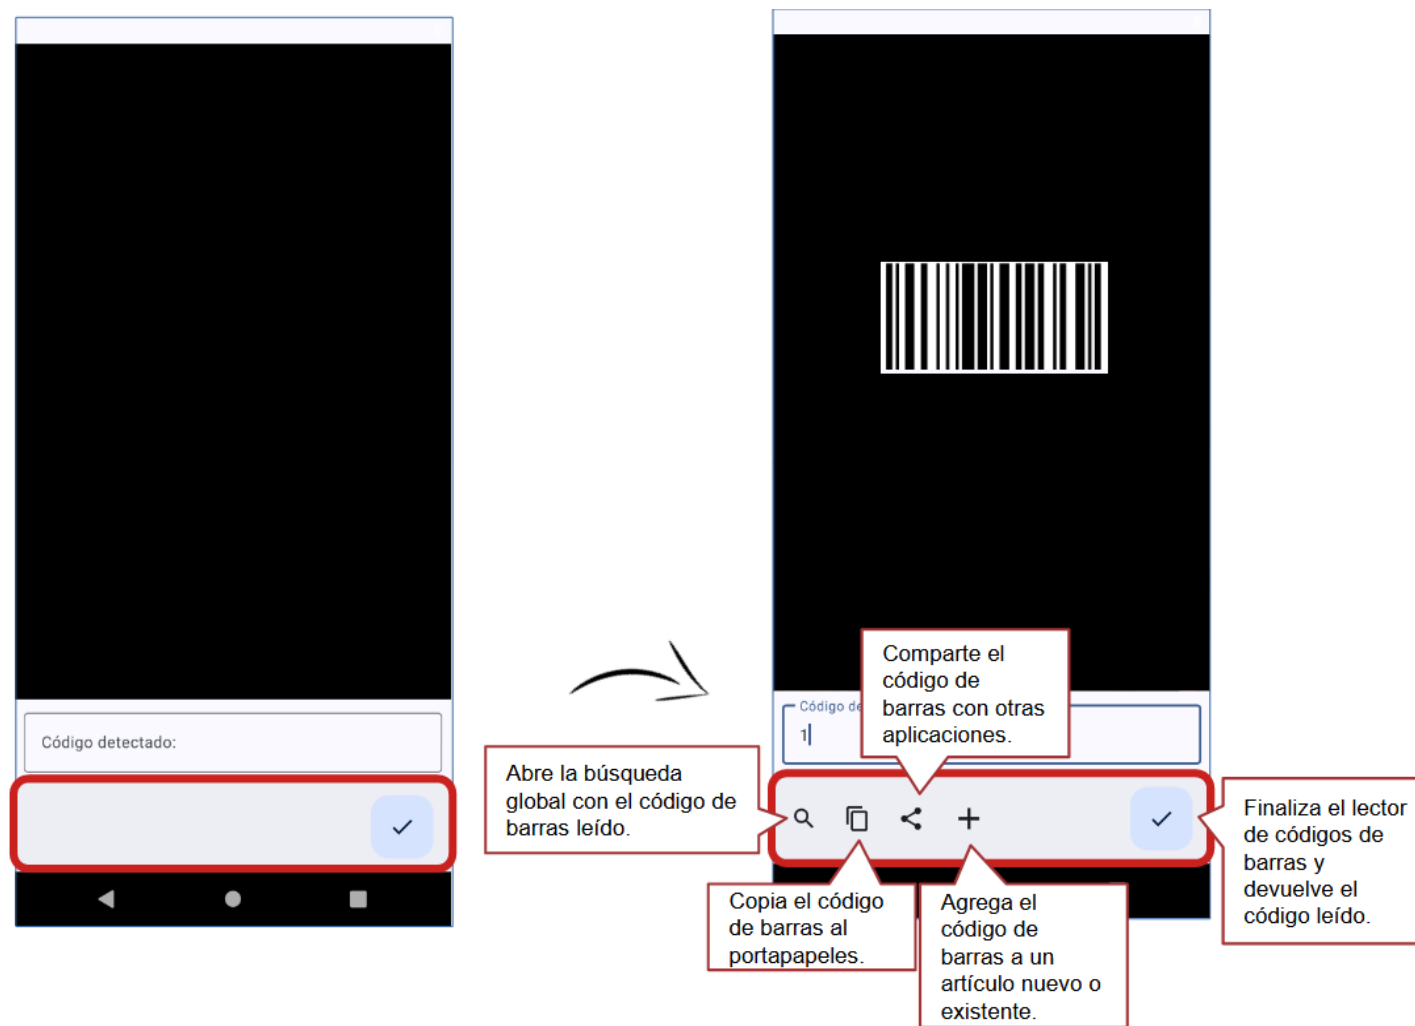 Código detectado:
Código de
1
Comparte el
código de
barras con otras
aplicaciones.
Abre la búsqueda
global con el código de
barras leído.
Copia el código
de barras al
portapapeles.
Agrega el
código de
barras a un
artículo nuevo o
existente.
Finaliza el lector
de códigos de
barras y
devuelve el
código leído.